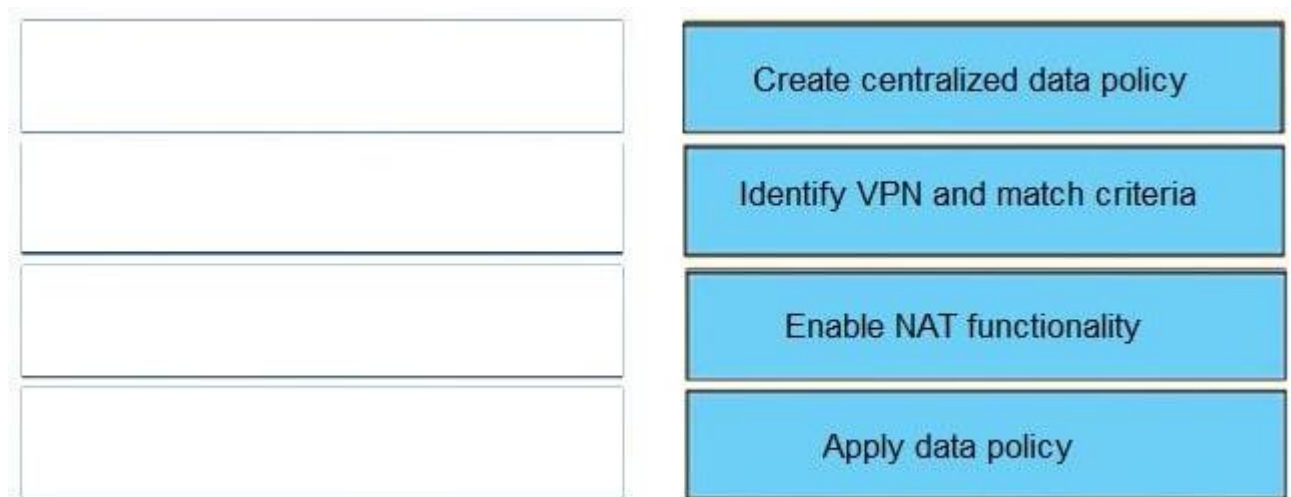 Create centralized data policy
Identify VPN and match criteria
Enable NAT functionality
Apply data policy